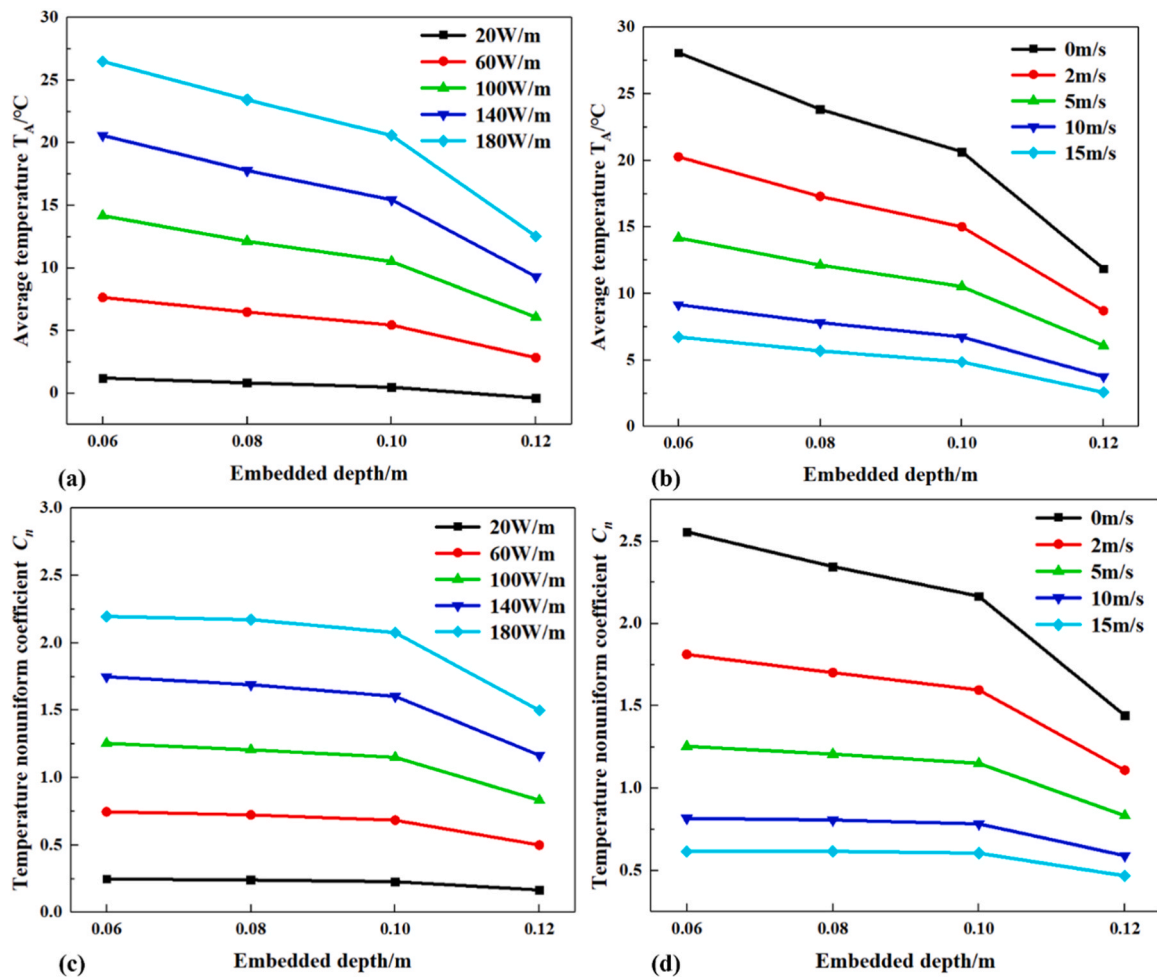 30
25
20
15
10
5
0
Average temperature T_A/°C
20W/m
60W/m
100W/m
140W/m
180W/m
0.06 0.08 0.10 0.12
(a) Embedded depth/m
30
25
20
15
10
5
0
Average temperature T_A/°C
0m/s
2m/s
5m/s
10m/s
15m/s
0.06 0.08 0.10 0.12
(b) Embedded depth/m
3.0
2.5
2.0
1.5
1.0
0.5
0.0
Temperature nonuniform coefficient C_n
20W/m
60W/m
100W/m
140W/m
180W/m
0.06 0.08 0.10 0.12
(c) Embedded depth/m
2.5
2.0
1.5
1.0
0.5
Temperature nonuniform coefficient C_n
0m/s
2m/s
5m/s
10m/s
15m/s
0.06 0.08 0.10 0.12
(d) Embedded depth/m